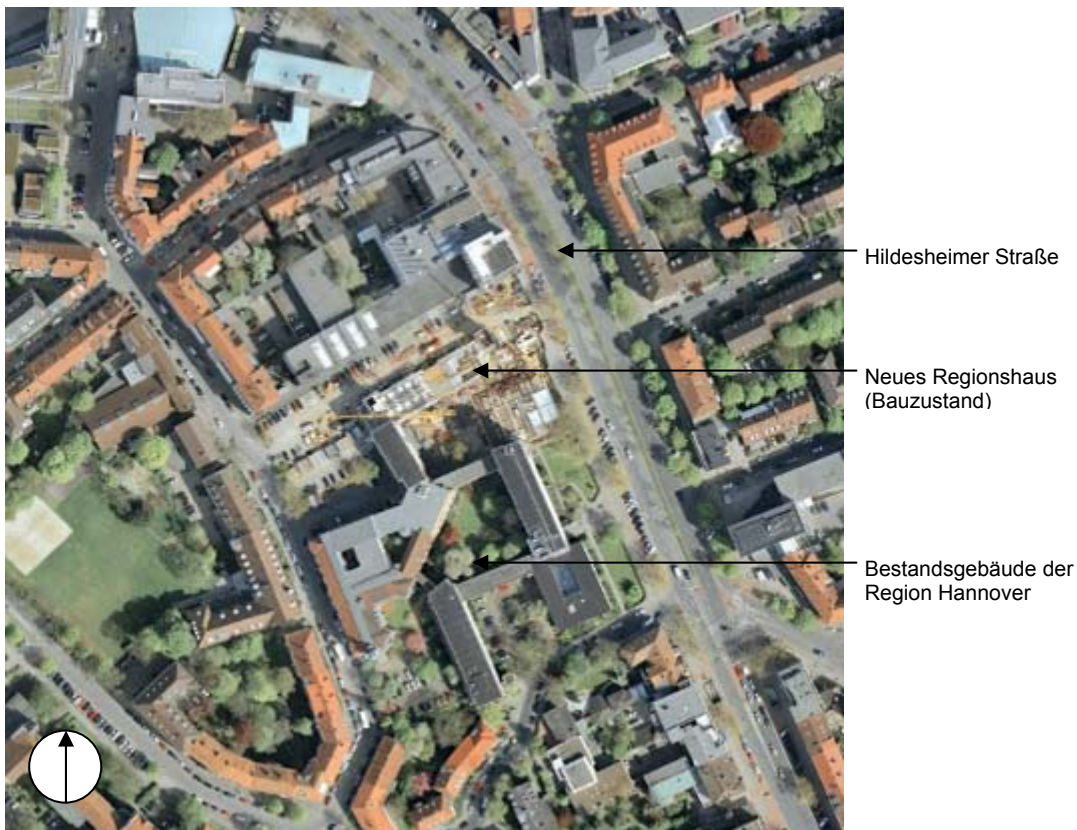 Hildesheimer Straße
Neues Regionshaus
(Bauzustand)
Bestandsgebäude der
Region Hannover